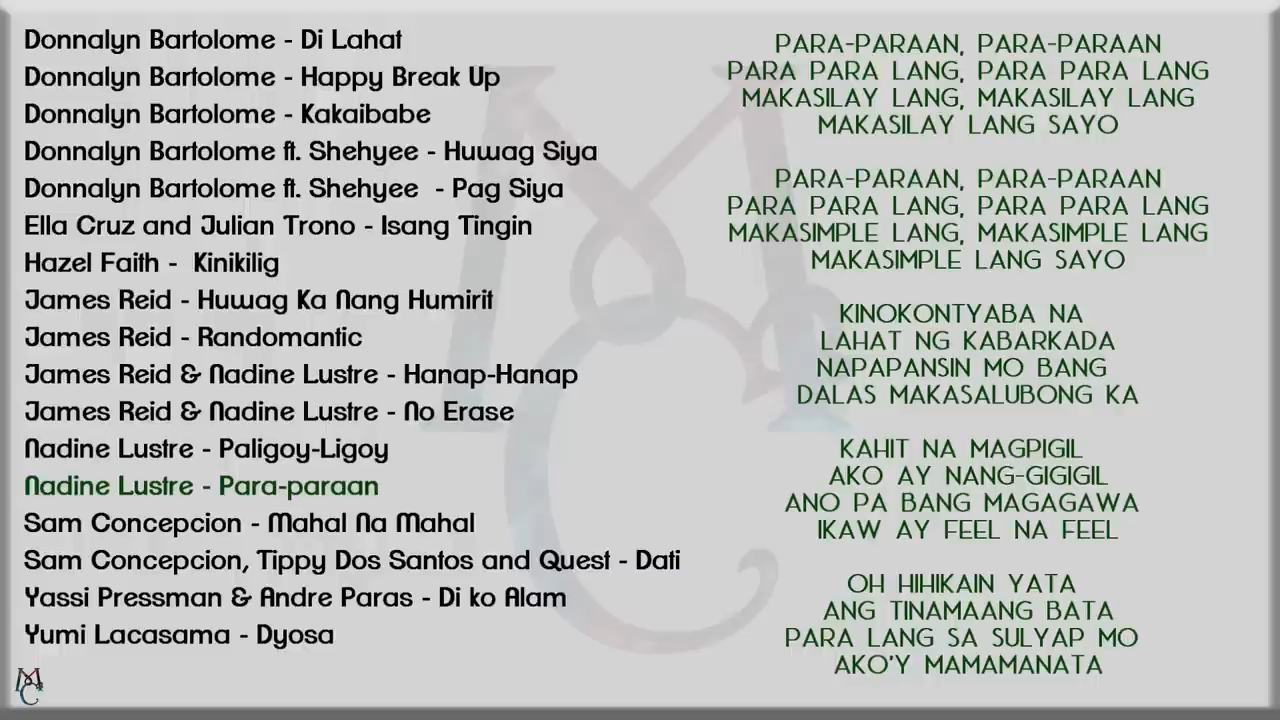 Donnalyn Bartolome - Di Lahat
Donnalyn Bartolome - Happy Break Up
Donnalyn Bartolome - Kakaibabe
Donnalyn Bartolome ft. Shehyee - Huwag Siya
Donnalyn Bartolome ft. Shehyee - Pag Siya
Ella Cruz and Julian Trono - Isang Tingin
Hazel Faith - Kinikilig
James Reid - Huwag Ka Nang Humirit
James Reid - Randomantic
James Reid & Nadine Lustre - Hanap-Hanap
James Reid & Nadine Lustre - No Erase
Nadine Lustre - Paligoy-Ligoy
Nadine Lustre - Para-paraan
Sam Concepcion - Mahal Na Mahal
Sam Concepcion, Tippy Dos Santos and Quest - Dati
Yassi Pressman & Andre Paras - Di ko Alam
Yumi Lacasama - Dyosa
MC
PARA-PARAAN, PARA-PARAAN
PARA PARA LANG, PARA PARA LANG
MAKASILAY LANG, MAKASILAY LANG
MAKASILAY LANG SAYO
PARA-PARAAN, PARA-PARAAN
PARA PARA LANG, PARA PARA LANG
MAKASIMPLE LANG, MAKASIMPLE LANG
MAKASIMPLE LANG SAYO
KINOKONTYABA NA
LAHAT NG KABARKADA
NAPAPANSIN MO BANG
DALAS MAKASALUBONG KA
KAHIT NA MAGPIGIL
AKO AY NANG-GIGIGIL
ANO PA BANG MAGAGAWA
IKAW AY FEEL NA FEEL
OH HIHIKAIN YATA
ANG TINAMAANG BATA
PARA LANG SA SULYAP MO
AKO'Y MAMAMANATA